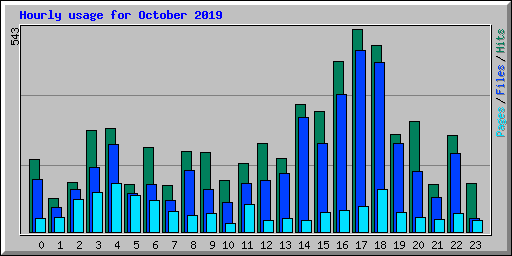 Hourly usage for October 2019
543
Pages / Files / Hits
0 1 2 3 4 5 6 7 8 9 10 11 12 13 14 15 16 17 18 19 20 21 22 23